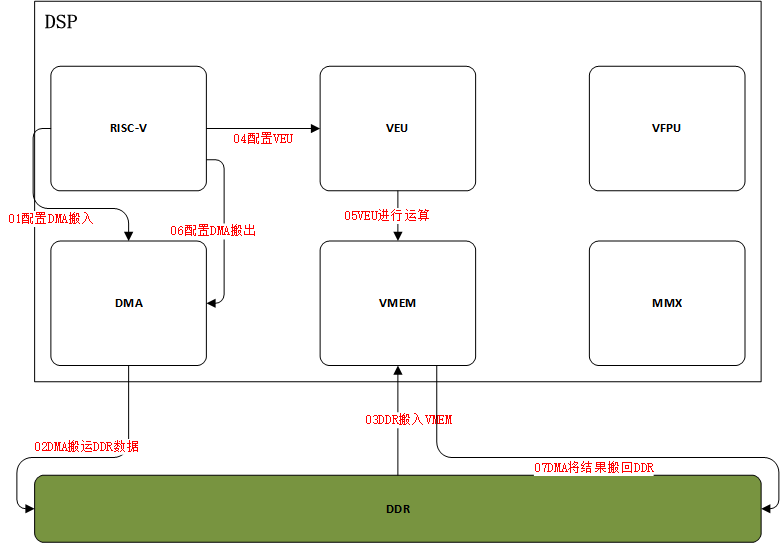 DSP
RISC-V
VEU
VFPU
04配置VEU
01配置DMA搬入
05VEU进行运算
06配置DMA搬出
DMA
VMEM
MMX
03DDR搬入VMEM
02DMA搬运DDR数据
07DMA将结果搬回DDR
DDR